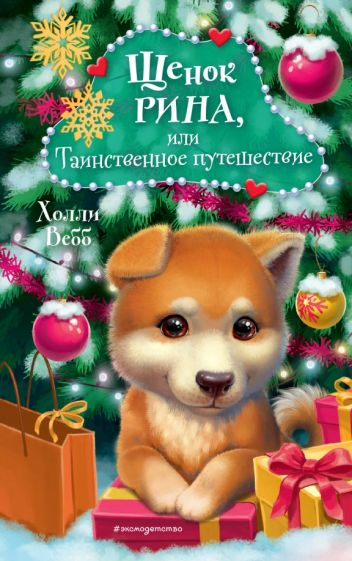 Щенок
Рина,
или
Таинственное путешествие
Холли
Вебб
#эксмодетство